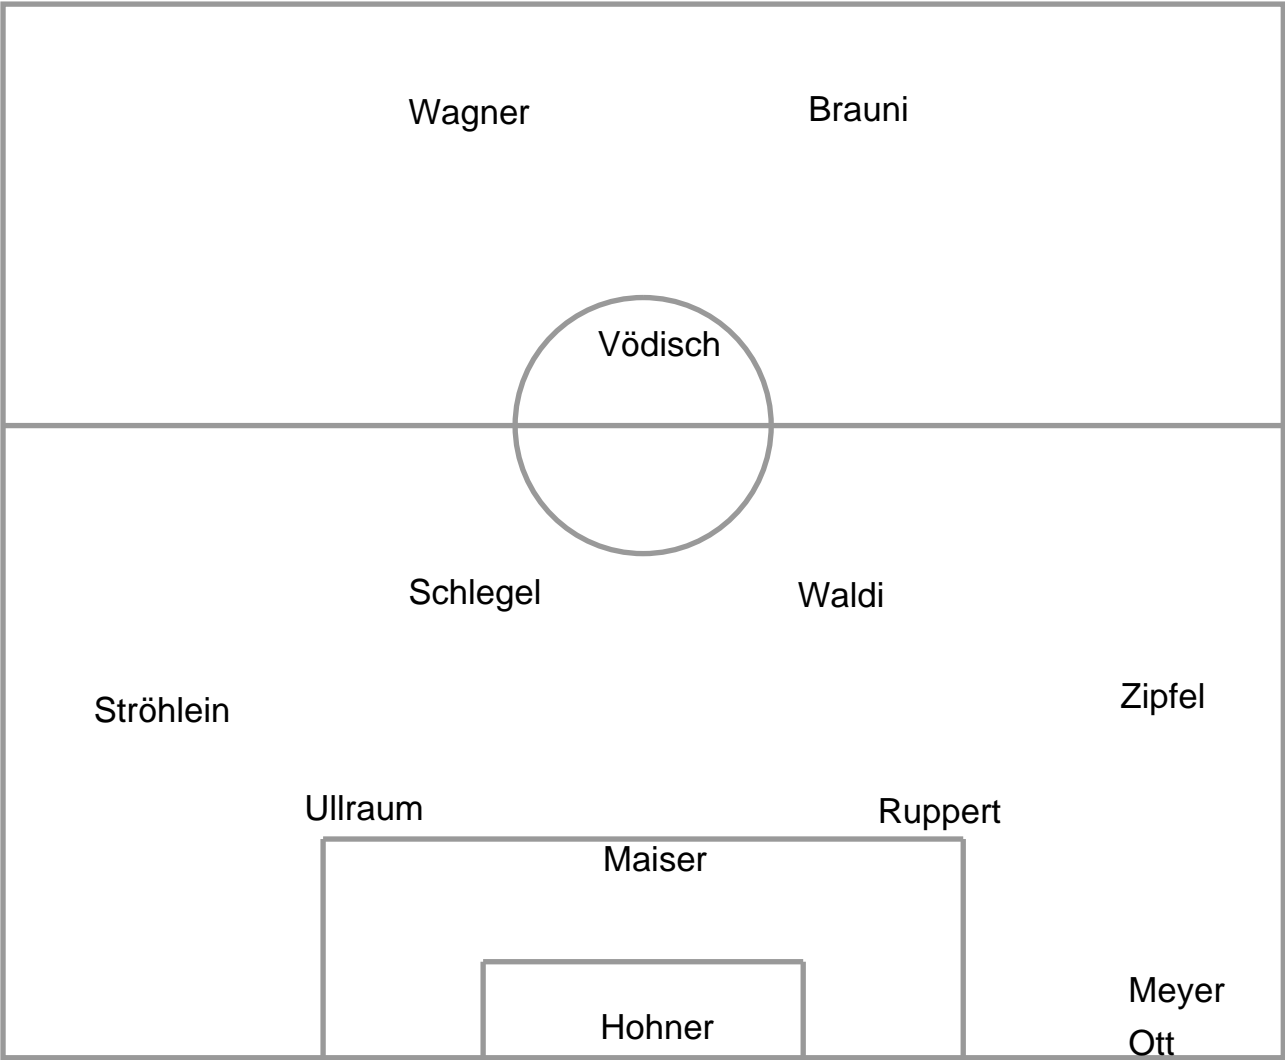 Wagner
Brauni
Vödisch
Schlegel
Waldi
Ströhlein
Zipfel
Ullraum
Ruppert
Maiser
Meyer
Hohner
Ott